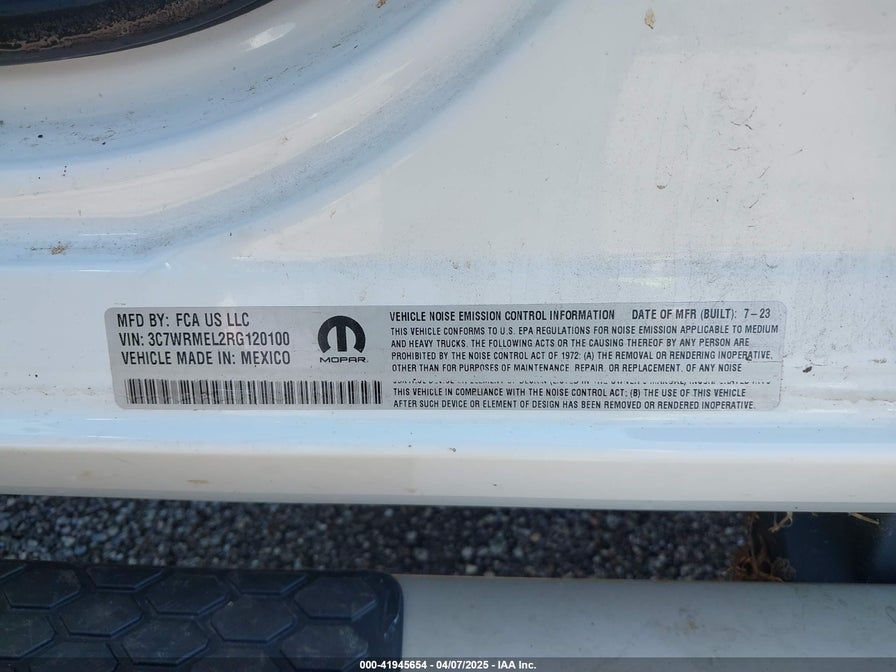 MFD BY: FCA US LLC
VIN: 3C7WRMEL2RG120100
VEHICLE MADE IN: MEXICO
MOPAR
VEHICLE NOISE EMISSION CONTROL INFORMATION DATE OF MFR (BUILT): 7-23
THIS VEHICLE CONFORMS TO U.S. EPA REGULATIONS FOR NOISE EMISSION APPLICABLE TO MEDIUM
AND HEAVY TRUCKS. THE FOLLOWING ACTS OR THE CAUSING THEREOF BY ANY PERSON ARE
PROHIBITED BY THE NOISE CONTROL ACT OF 1972: (A) THE REMOVAL OR RENDERING INOPERATIVE,
OTHER THAN FOR PURPOSES OF MAINTENANCE, REPAIR, OR REPLACEMENT, OF ANY NOISE
THIS VEHICLE IN COMPLIANCE WITH THE NOISE CONTROL ACT; (B) THE USE OF THIS VEHICLE
AFTER SUCH DEVICE OR ELEMENT OF DESIGN HAS BEEN REMOVED OR RENDERED INOPERATIVE.
000-41945654 - 04/07/2025 - IAA Inc.